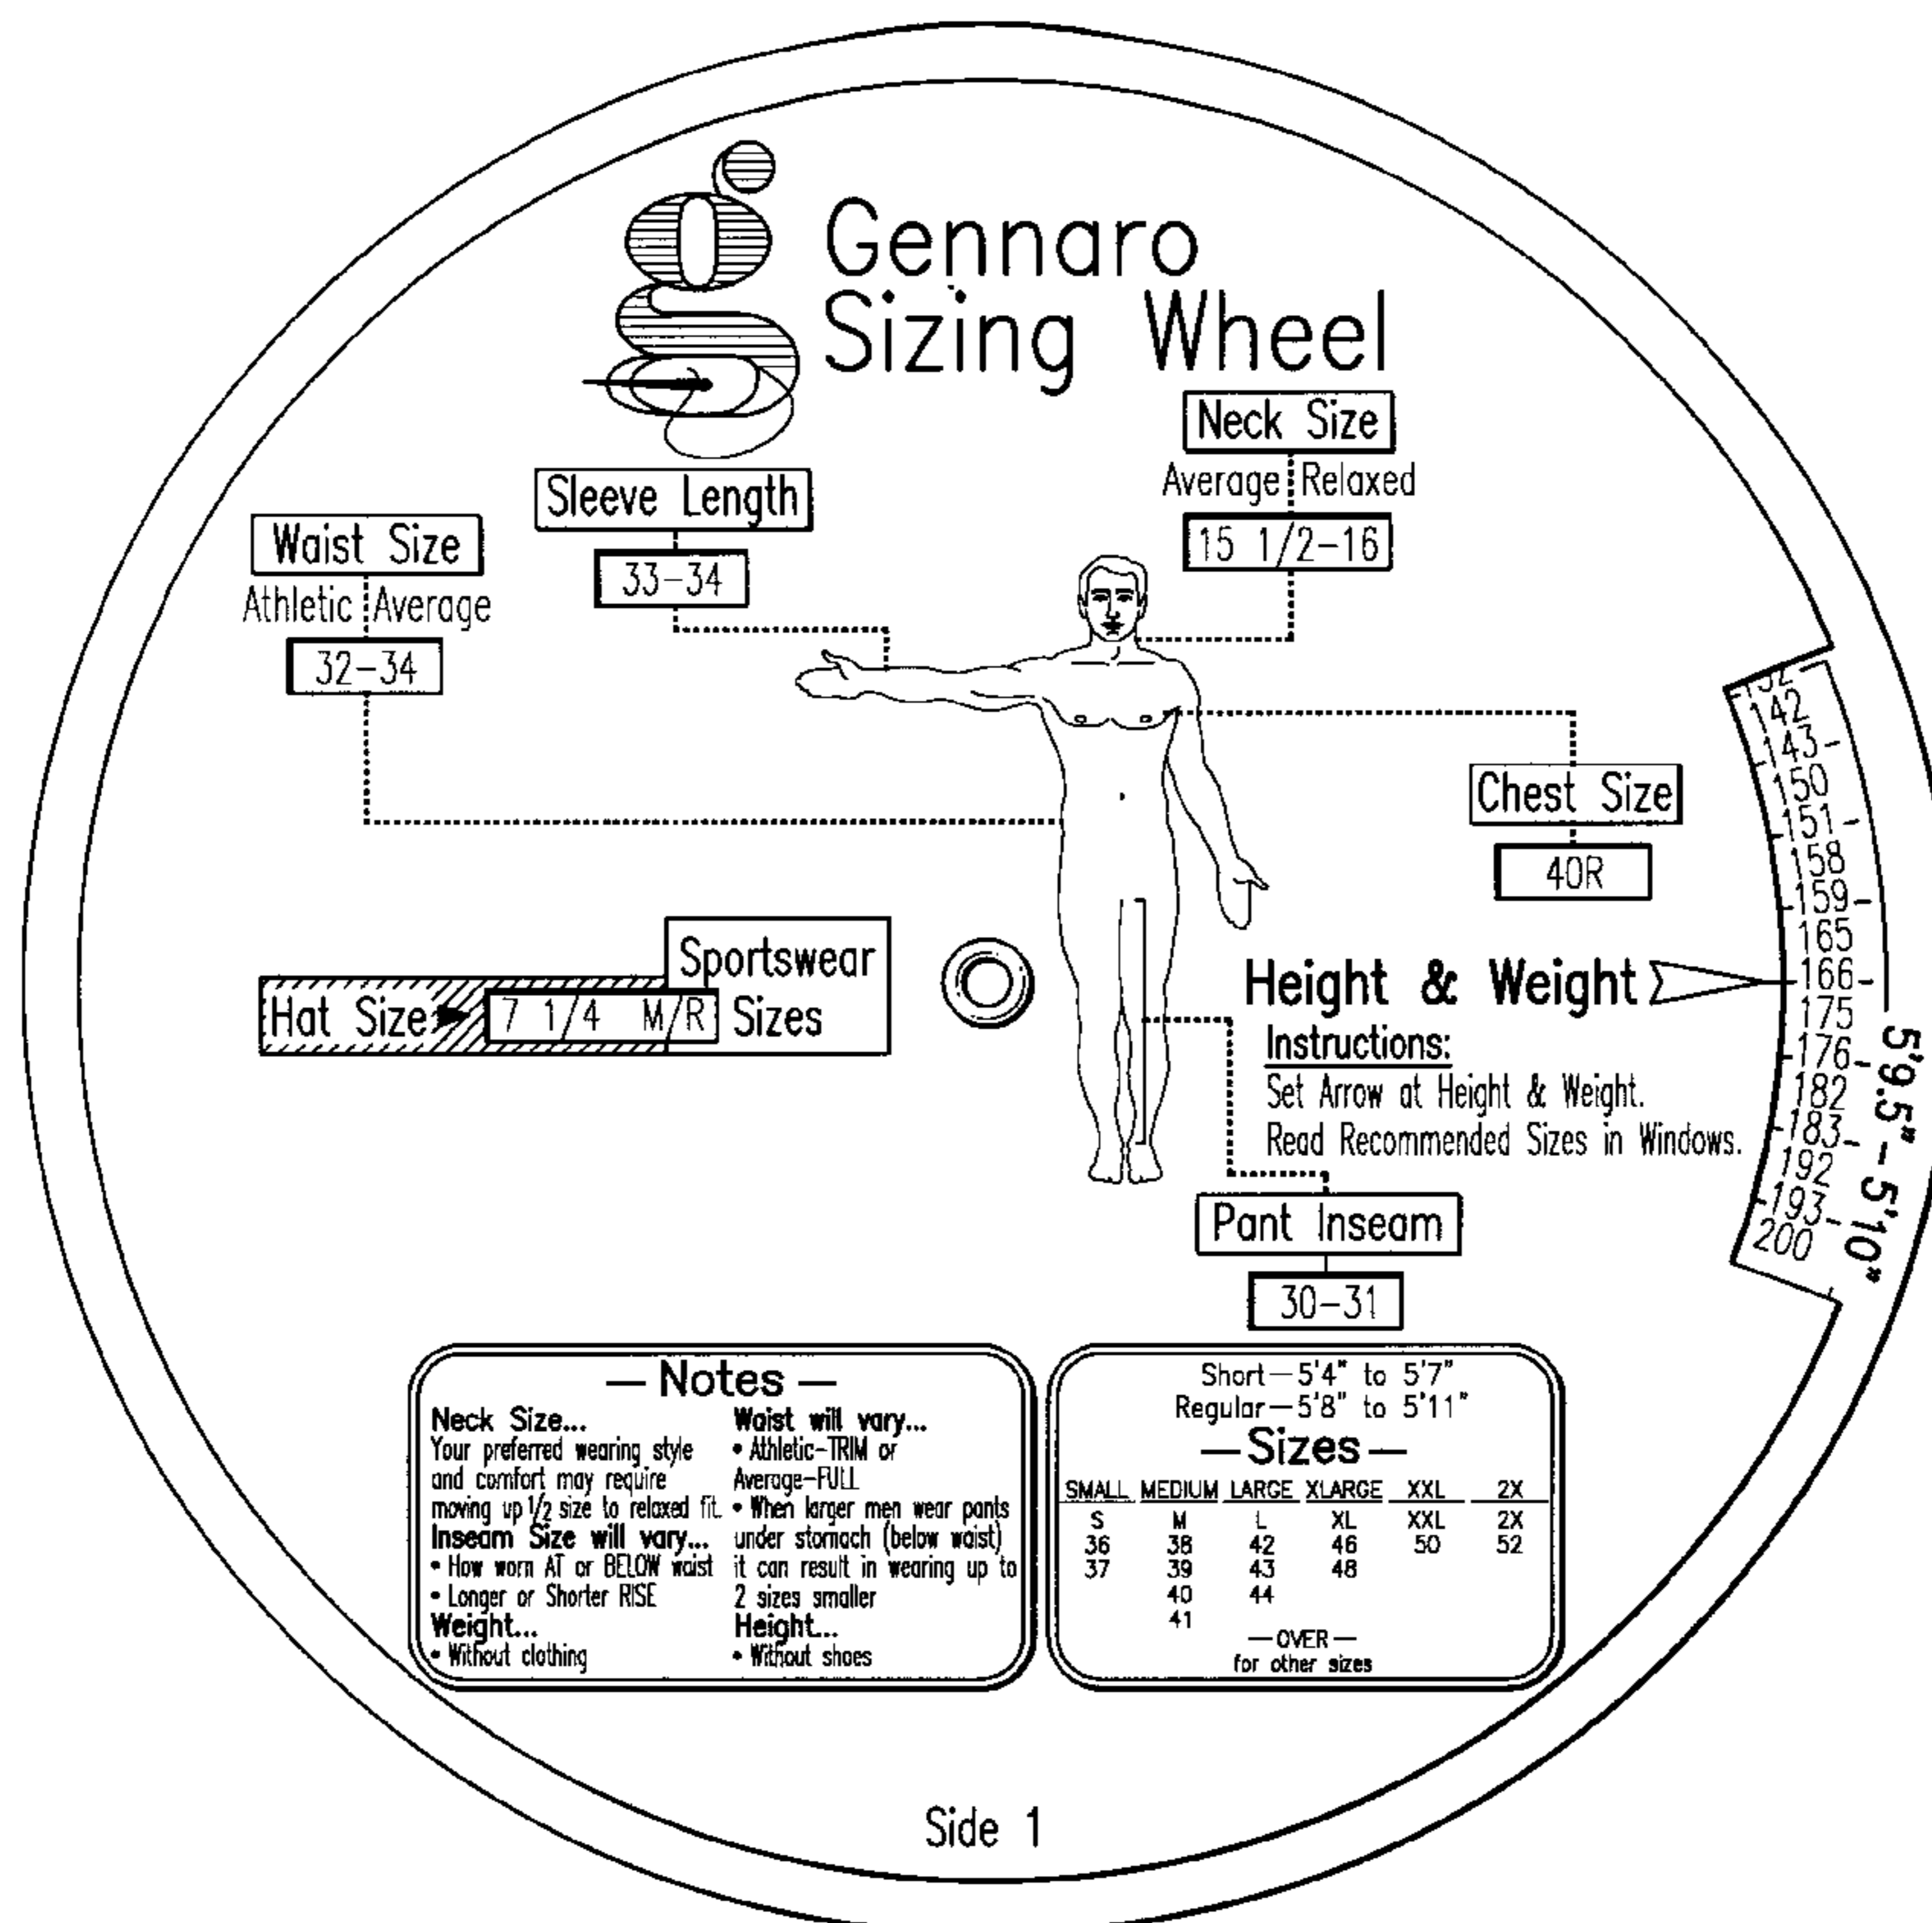 Gennaro
Sizing Wheel
Neck Size
Average Relaxed
15 1/2-16
Sleeve Length
33-34
Waist Size
Athletic Average
32-34
Chest Size
40R
Sportswear
Sizes
Hat Size
7 1/4 M/R
Height & Weight
Instructions:
Set Arrow at Height & Weight.
Read Recommended Sizes in Windows.
142
143-
150
151-
158
159-
165
166-
175
176-
182
183-
192
193-
200
5'9.5" - 5'10"
Pant Inseam
30-31
— Notes —
Neck Size...
Your preferred wearing style
and comfort may require
moving up 1/2 size to relaxed fit.
Inseam Size will vary...
• How worn AT or BELOW waist
• Longer or Shorter RISE
Weight...
• Without clothing
Waist will vary...
• Athletic-TRIM or
Average-FULL
• When larger men wear pants
under stomach (below waist)
it can result in wearing up to
2 sizes smaller
Height...
• Without shoes
Short—5'4" to 5'7"
Regular—5'8" to 5'11"
—Sizes—
SMALL MEDIUM LARGE XLARGE XXL 2X
S M L XL XXL 2X
36 38 42 46 50 52
37 39 43 48
40 44
41
—OVER—
for other sizes
Side 1